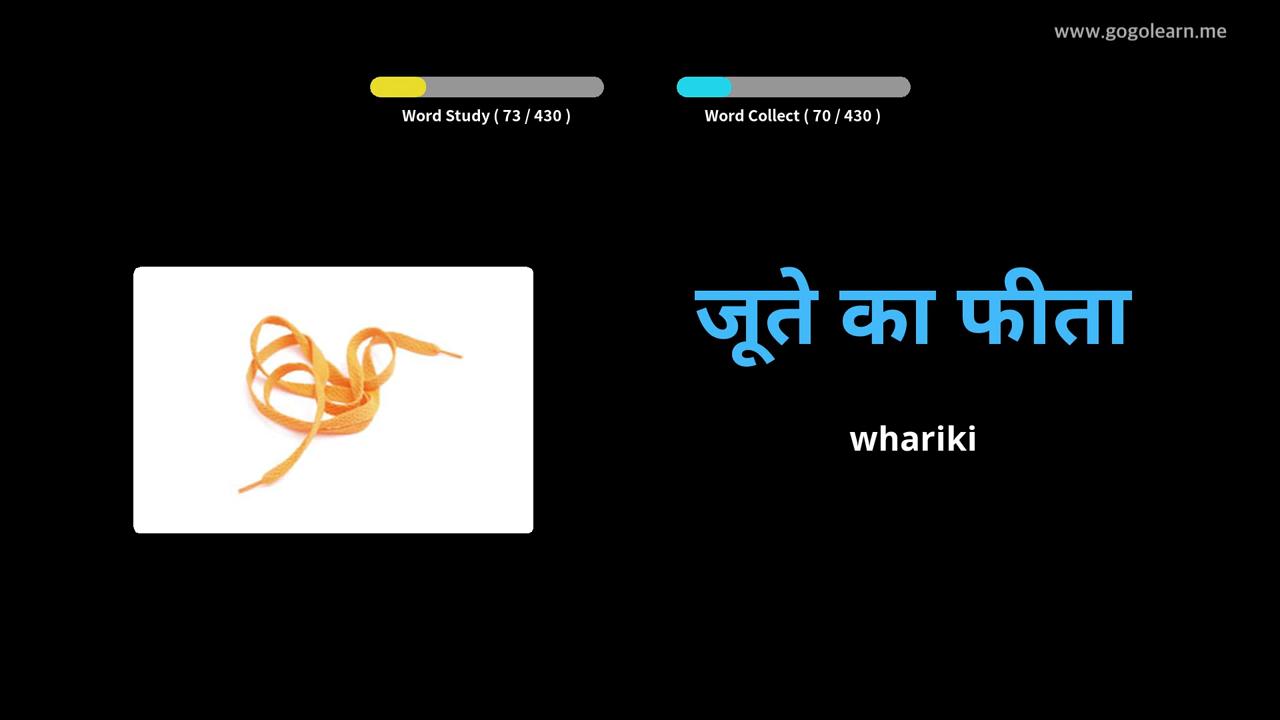 www.gogolearn.me
Word Study ( 73 / 430 )
Word Collect ( 70 / 430 )
जूते का फीता
whariki